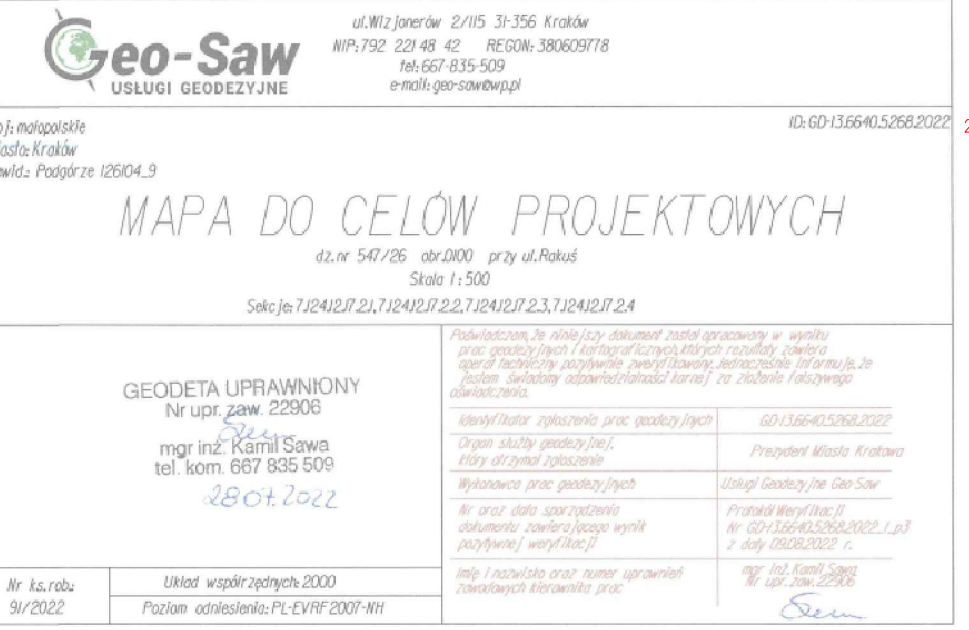 Geo-Saw
USŁUGI GEODEZYJNE
ul.Wizjonerów 2/115 31-356 Kraków
NIP:792 221 48 42 REGON: 380609778
tel:667-835-509
e-mail: geo-saw@wp.pl
ID: GD-13.6640.5268.2022
2
oj: małopolskie
iasto: Kraków
ewid.: Podgórze 126104_9
MAPA DO CELÓW PROJEKTOWYCH
dz.nr 547/26 obr.0100 przy ul.Rakuś
Skala 1:500
Sekcje: 7.124.12.17.2.1, 7.124.12.17.2.2, 7.124.12.17.2.3, 7.124.12.17.2.4
GEODETA UPRAWNIONY
Nr upr. zaw. 22906
mgr inż. Kamil Sawa
tel. kom. 667 835 509
28.07.2022
Nr ks.rob.:
91/2022
Układ współrzędnych: 2000
Poziom odniesienia: PL-EVRF2007-NH
Poświadczam, że niniejszy dokument został opracowany w wyniku
prac geodezyjnych i kartograficznych, których rezultaty zawiera
operat techniczny pozytywnie zweryfikowany. Jednocześnie informuję, że
jestem świadomy odpowiedzialności karnej za złożenie fałszywego
oświadczenia.
Identyfikator zgłoszenia prac geodezyjnych GD-13.6640.5268.2022
Organ służby geodezyjnej,
który otrzymał zgłoszenie
Prezydent Miasta Krakowa
Wykonawca prac geodezyjnych Usługi Geodezyjne Geo-Saw
Nr oraz data sporządzenia
dokumentu zawierającego wynik
pozytywnej weryfikacji
Protokół Weryfikacji
Nr GD-13.6640.5268.2022_1_p3
z daty 09.08.2022 r.
Imię i nazwisko oraz numer uprawnień
zawodowych kierownika prac
mgr inż. Kamil Sawa
Nr upr. zaw. 22906